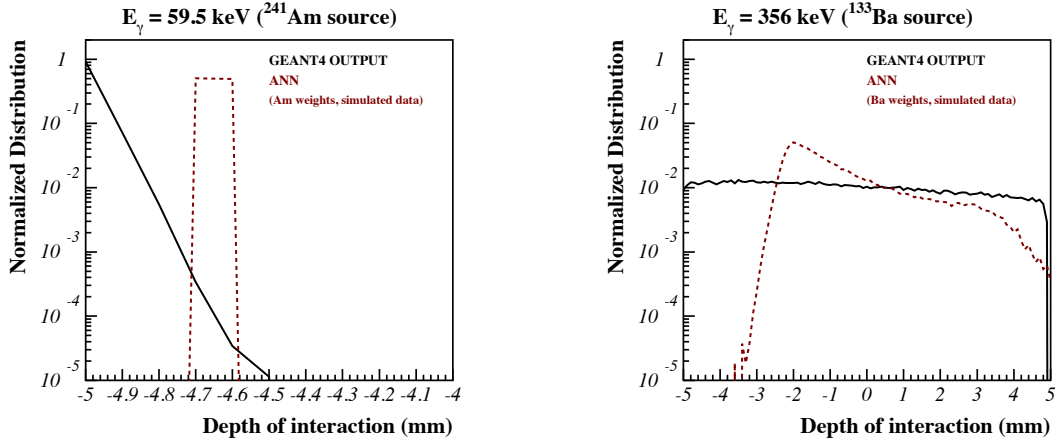 E_γ = 59.5 keV (²⁴¹Am source)
Normalized Distribution
1
10⁻¹
10⁻²
10⁻³
10⁻⁴
10⁻⁵
GEANT4 OUTPUT
ANN
(Am weights, simulated data)
-5 -4.9 -4.8 -4.7 -4.6 -4.5 -4.4 -4.3 -4.2 -4.1 -4
Depth of interaction (mm)
E_γ = 356 keV (¹³³Ba source)
Normalized Distribution
1
10⁻¹
10⁻²
10⁻³
10⁻⁴
10⁻⁵
GEANT4 OUTPUT
ANN
(Ba weights, simulated data)
-5 -4 -3 -2 -1 0 1 2 3 4 5
Depth of interaction (mm)